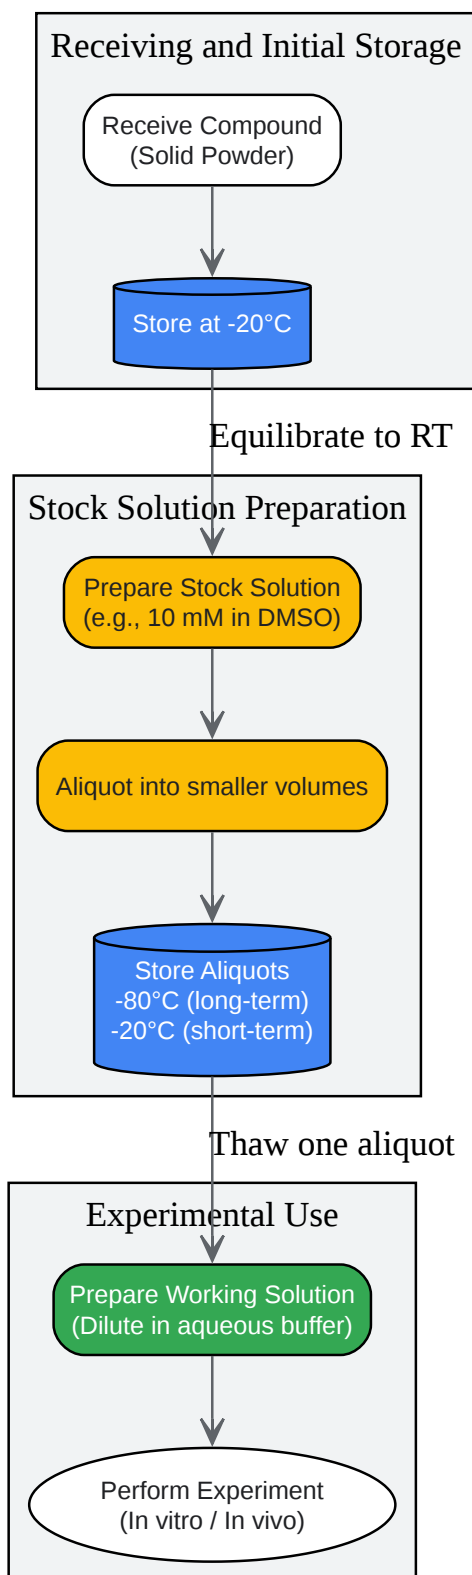 Receiving and Initial Storage
Receive Compound
(Solid Powder)
Store at -20°C
Equilibrate to RT
Stock Solution Preparation
Prepare Stock Solution
(e.g., 10 mM in DMSO)
Aliquot into smaller volumes
Store Aliquots
-80°C (long-term)
-20°C (short-term)
Thaw one aliquot
Experimental Use
Prepare Working Solution
(Dilute in aqueous buffer)
Perform Experiment
(In vitro / In vivo)